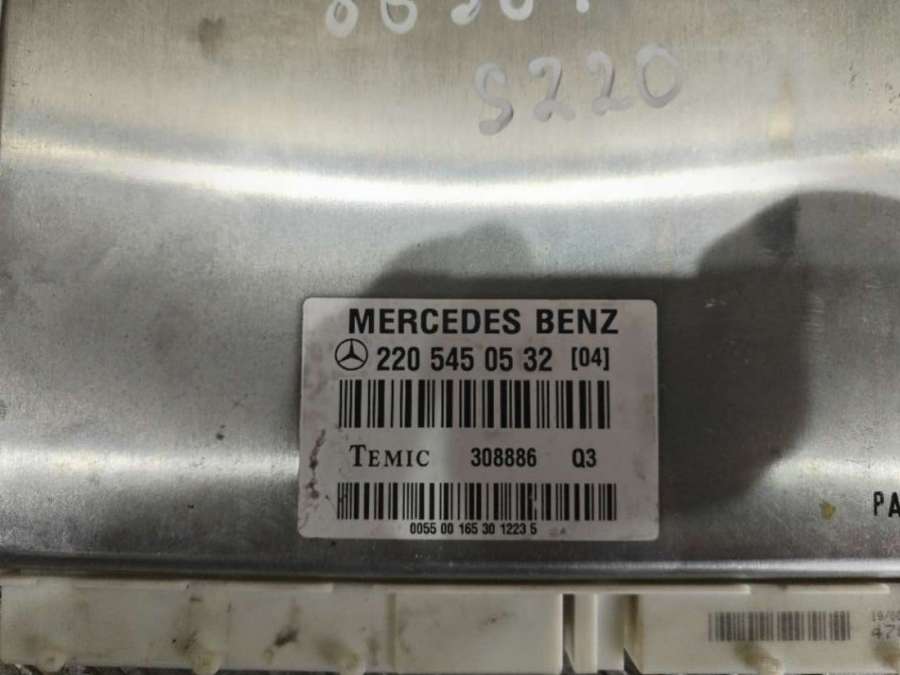 S220
MERCEDES BENZ
220 545 05 32 [04]
TEMIC 308886 Q3
0055 00 165 30 1223 5
PA